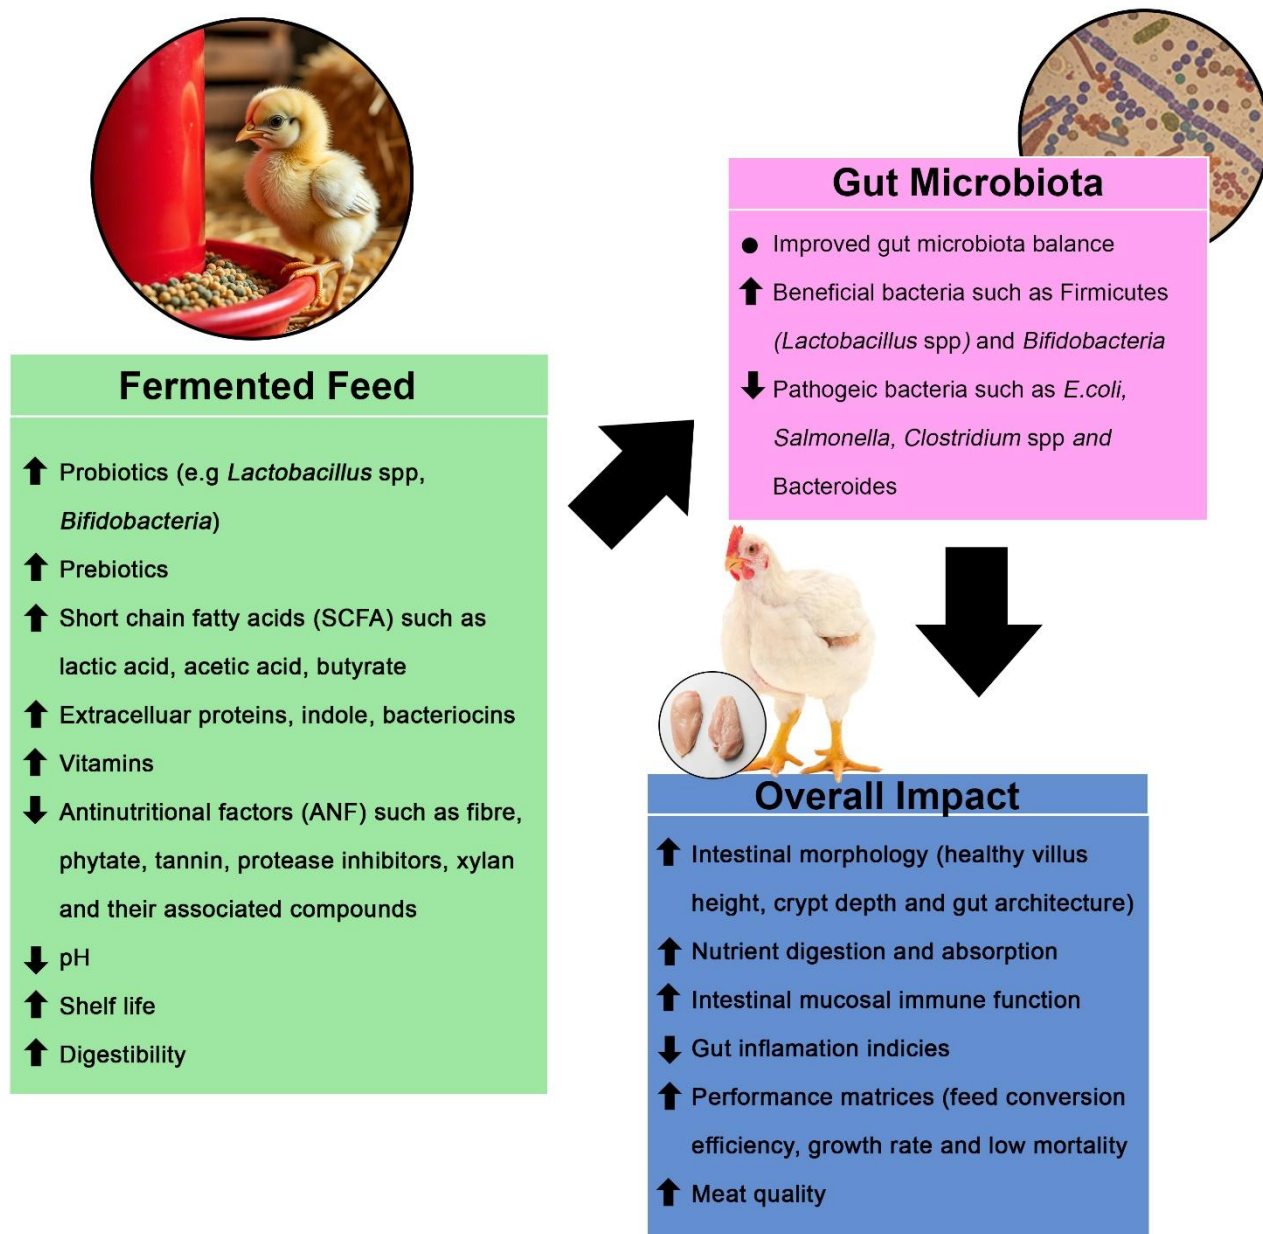 Fermented Feed
Probiotics (e.g Lactobacillus spp,
Bifidobacteria)
Prebiotics
Short chain fatty acids (SCFA) such as
lactic acid, acetic acid, butyrate
Extracelluar proteins, indole, bacteriocins
Vitamins
Antinutritional factors (ANF) such as fibre,
phytate, tannin, protease inhibitors, xylan
and their associated compounds
pH
Shelf life
Digestibility
Gut Microbiota
Improved gut microbiota balance
Beneficial bacteria such as Firmicutes
(Lactobacillus spp) and Bifidobacteria
Pathogeic bacteria such as E.coli,
Salmonella, Clostridium spp and
Bacteroides
Overall Impact
Intestinal morphology (healthy villus
height, crypt depth and gut architecture)
Nutrient digestion and absorption
Intestinal mucosal immune function
Gut inflamation indicies
Performance matrices (feed conversion
efficiency, growth rate and low mortality
Meat quality